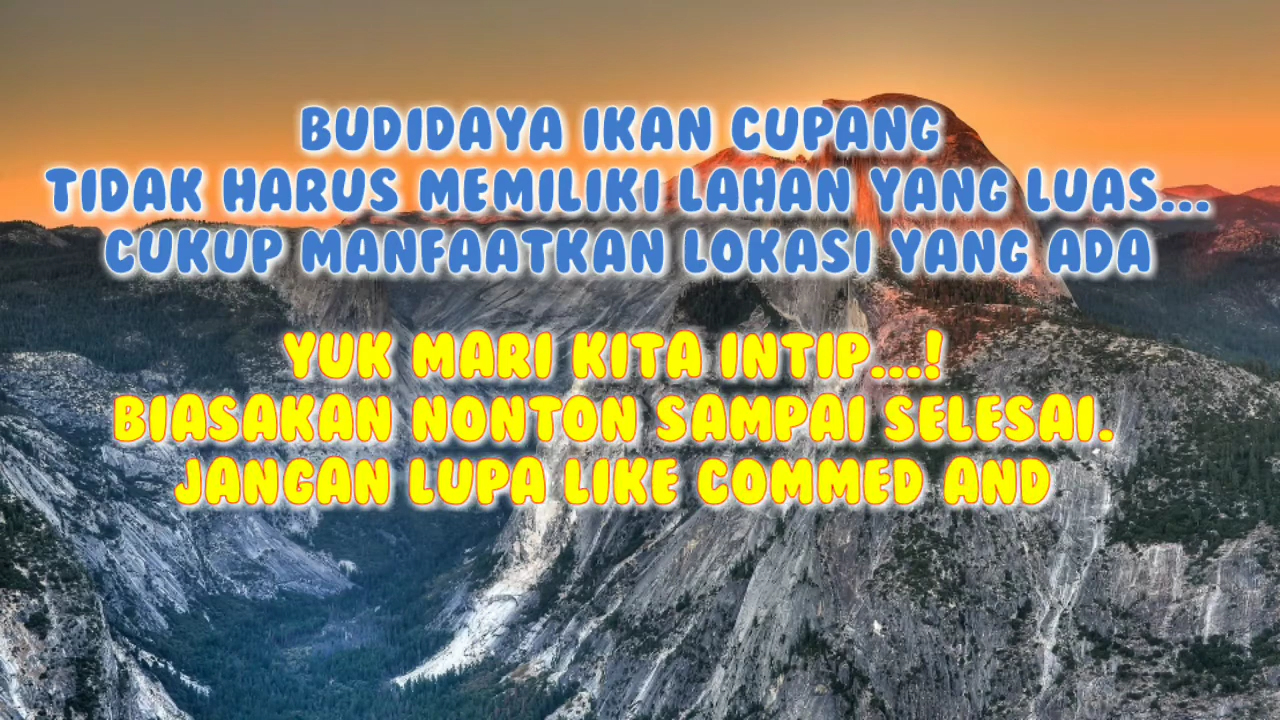 BUDIDAYA IKAN CUPANG
TIDAK HARUS MEMILIKI LAHAN YANG LUAS...
CUKUP MANFAATKAN LOKASI YANG ADA
YUK MARI KITA INTIP...!
BIASAKAN NONTON SAMPAI SELESAI.
JANGAN LUPA LIKE COMMED AND